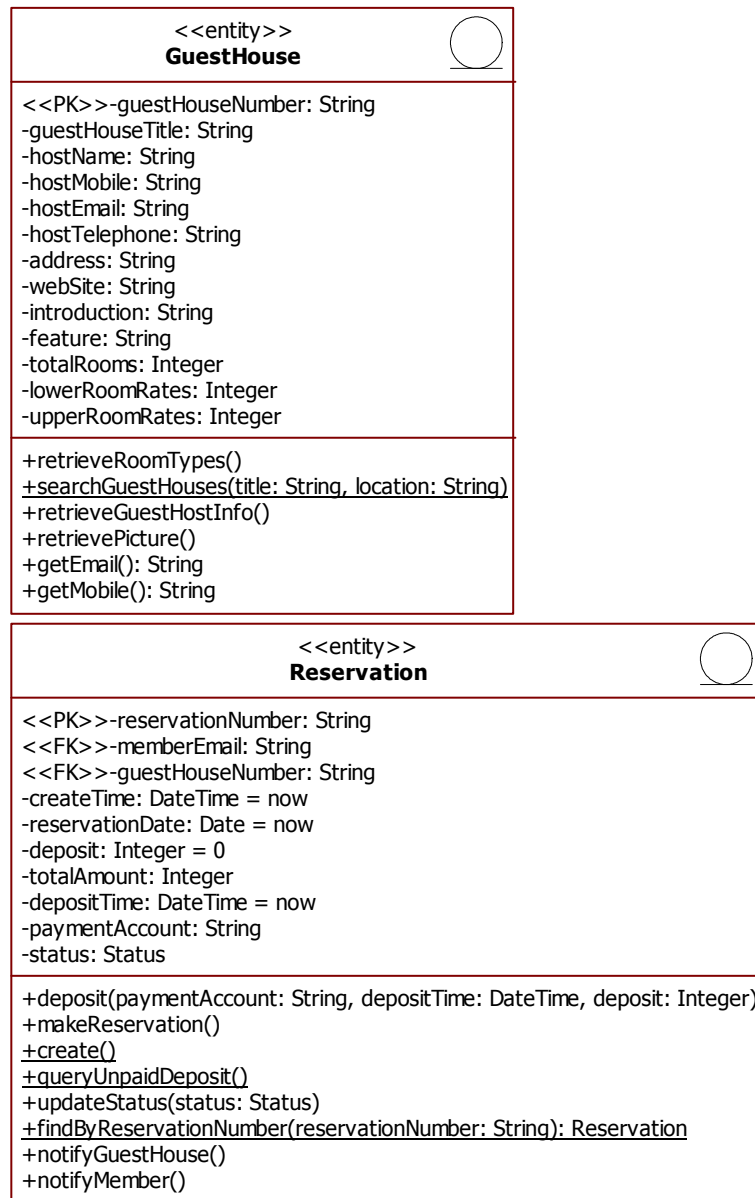 <<entity>>
GuestHouse
<<PK>>-guestHouseNumber: String
-guestHouseTitle: String
-hostName: String
-hostMobile: String
-hostEmail: String
-hostTelephone: String
-address: String
-webSite: String
-introduction: String
-feature: String
-totalRooms: Integer
-lowerRoomRates: Integer
-upperRoomRates: Integer
+retrieveRoomTypes()
+searchGuestHouses(title: String, location: String)
+retrieveGuestHostInfo()
+retrievePicture()
+getEmail(): String
+getMobile(): String
<<entity>>
Reservation
<<PK>>-reservationNumber: String
<<FK>>-memberEmail: String
<<FK>>-guestHouseNumber: String
-createTime: DateTime = now
-reservationDate: Date = now
-deposit: Integer = 0
-totalAmount: Integer
-depositTime: DateTime = now
-paymentAccount: String
-status: Status
+deposit(paymentAccount: String, depositTime: DateTime, deposit: Integer)
+makeReservation()
+create()
+queryUnpaidDeposit()
+updateStatus(status: Status)
+findByReservationNumber(reservationNumber: String): Reservation
+notifyGuestHouse()
+notifyMember()